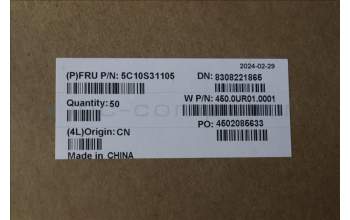 2024-02-29
(P)FRU P/N: 5C10S31105
DN: 8308221865
Quantity: 50
W P/N: 450.0UR01.0001
(4L)Origin: CN
PO: 4502085633
Made in CHINA